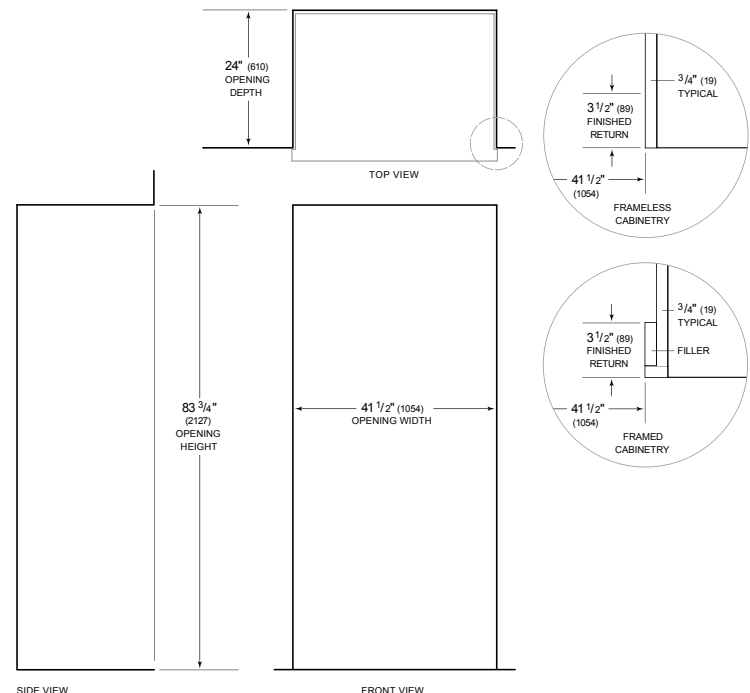 24" (610)
OPENING
DEPTH
TOP VIEW
3/4" (19)
TYPICAL
3 1/2" (89)
FINISHED
RETURN
41 1/2"
(1054)
FRAMELESS
CABINETRY
3/4" (19)
TYPICAL
3 1/2" (89)
FINISHED
RETURN
FILLER
41 1/2"
(1054)
FRAMED
CABINETRY
83 3/4"
(2127)
OPENING
HEIGHT
41 1/2" (1054)
OPENING WIDTH
SIDE VIEW
FRONT VIEW